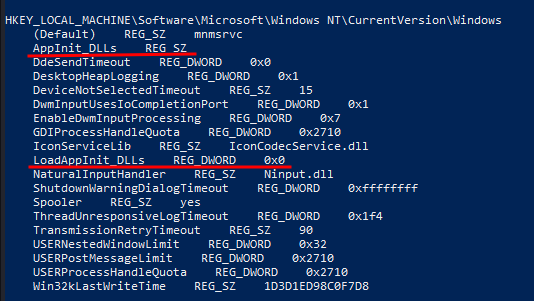 HKEY_LOCAL_MACHINE\Software\Microsoft\Windows NT\CurrentVersion\Windows
    (Default)    REG_SZ    mnmsrvc
    AppInit_DLLs    REG_SZ
    DdeSendTimeout    REG_DWORD    0x0
    DesktopHeapLogging    REG_DWORD    0x1
    DeviceNotSelectedTimeout    REG_SZ    15
    DwmInputUsesIoCompletionPort    REG_DWORD    0x1
    EnableDwmInputProcessing    REG_DWORD    0x7
    GDIProcessHandleQuota    REG_DWORD    0x2710
    IconServiceLib    REG_SZ    IconCodecService.dll
    LoadAppInit_DLLs    REG_DWORD    0x0
    NaturalInputHandler    REG_SZ    Ninput.dll
    ShutdownWarningDialogTimeout    REG_DWORD    0xffffffff
    Spooler    REG_SZ    yes
    ThreadUnresponsiveLogTimeout    REG_DWORD    0x1f4
    TransmissionRetryTimeout    REG_SZ    90
    USERNestedWindowLimit    REG_DWORD    0x32
    USERPostMessageLimit    REG_DWORD    0x2710
    USERProcessHandleQuota    REG_DWORD    0x2710
    Win32kLastWriteTime    REG_SZ    1D3D1ED98C0F7D8